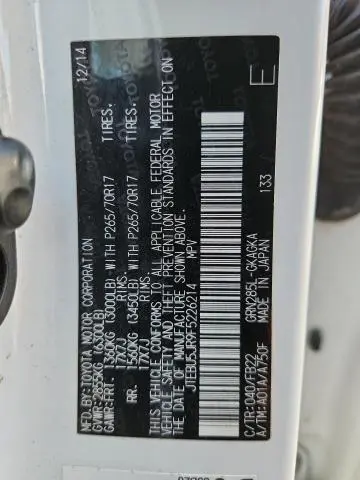 MFD.BY:TOYOTA MOTOR CORPORATION 12/14
GVWR:2855KG(6300LB)
GAWR:FRT. 1360KG (3000LB) WITH P265/70R17 TIRES,
17X7J RIMS,
RR. 1560KG (3450LB) WITH P265/70R17 TIRES,
17X7J RIMS,
THIS VEHICLE CONFORMS TO ALL APPLICABLE FEDERAL MOTOR
VEHICLE SAFETY AND THEFT PREVENTION STANDARDS IN EFFECT ON
THE DATE OF MANUFACTURE SHOWN ABOVE.
JTEBU5JR9F5226214 MPV
C/TR:040/FB22 GRN285L-GKAGKA 133
A/TM:A01A/A750F MADE IN JAPAN
E